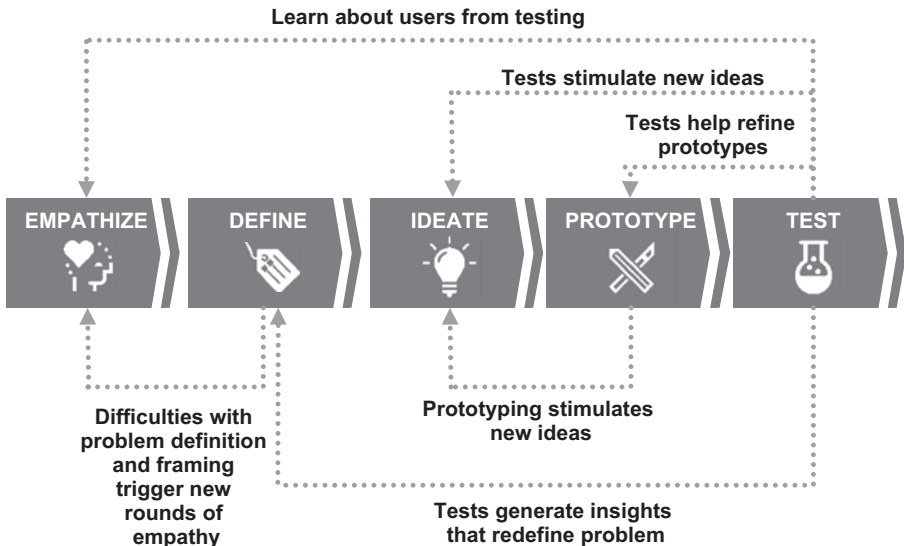 Learn about users from testing
Tests stimulate new ideas
Tests help refine
prototypes
EMPATHIZE
DEFINE
IDEATE
PROTOTYPE
TEST
Difficulties with
problem definition
and framing
trigger new
rounds of
empathy
Prototyping stimulates
new ideas
Tests generate insights
that redefine problem